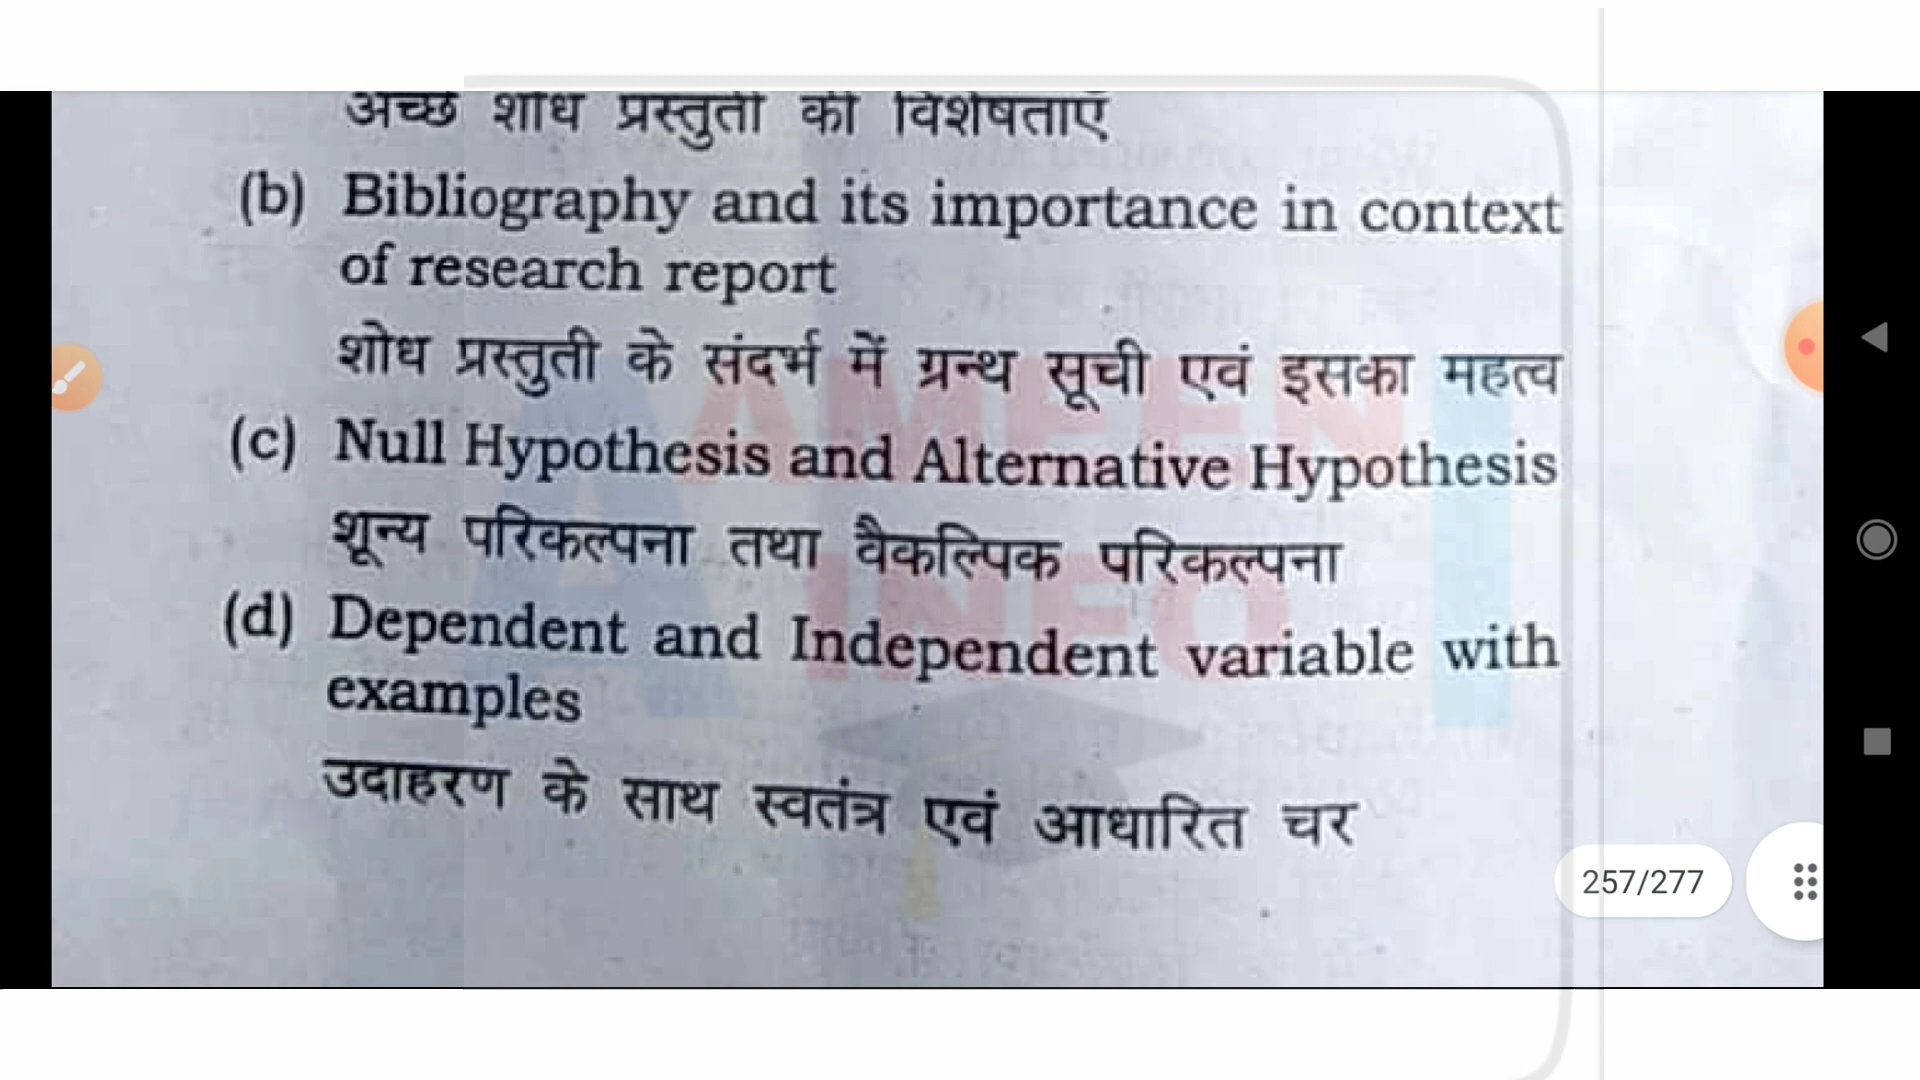 अच्छे शोध प्रस्तुती की विशेषताएँ
(b) Bibliography and its importance in context
of research report
शोध प्रस्तुती के संदर्भ में ग्रन्थ सूची एवं इसका महत्व
(c) Null Hypothesis and Alternative Hypothesis
शून्य परिकल्पना तथा वैकल्पिक परिकल्पना
(d) Dependent and Independent variable with
examples
उदाहरण के साथ स्वतंत्र एवं आधारित चर
257/277
AMEEN
INFO